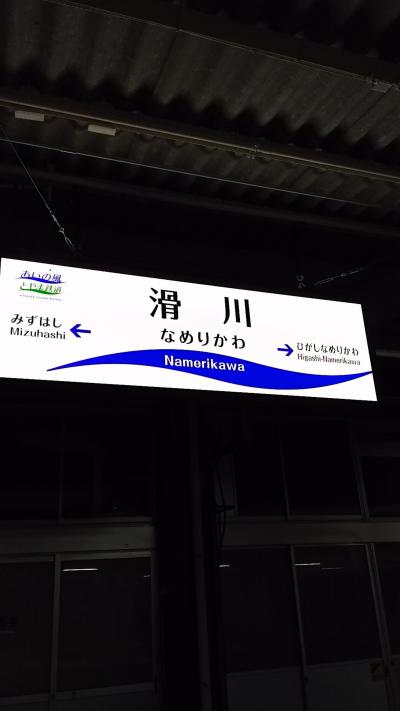 あいの風
とやま鉄道
滑川
なめりかわ
Namerikawa
みずはし
Mizuhashi
ひがしなめりかわ
Higashi-Namerikawa